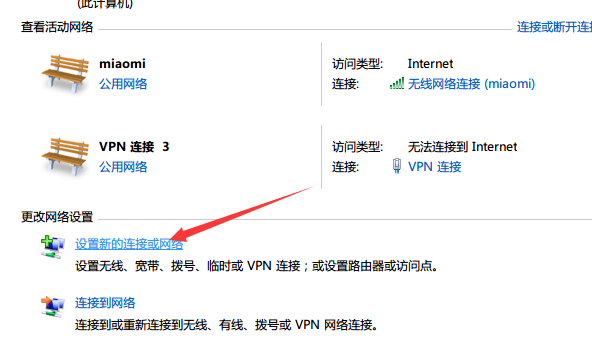 (此计算机)
查看活动网络
连接或断开连接
miaomi
公用网络
访问类型: Internet
连接: 无线网络连接 (miaomi)
VPN 连接 3
公用网络
访问类型: 无法连接到 Internet
连接: VPN 连接
更改网络设置
设置新的连接或网络
设置无线、宽带、拨号、临时或 VPN 连接；或设置路由器或访问点。
连接到网络
连接到或重新连接到无线、有线、拨号或 VPN 网络连接。